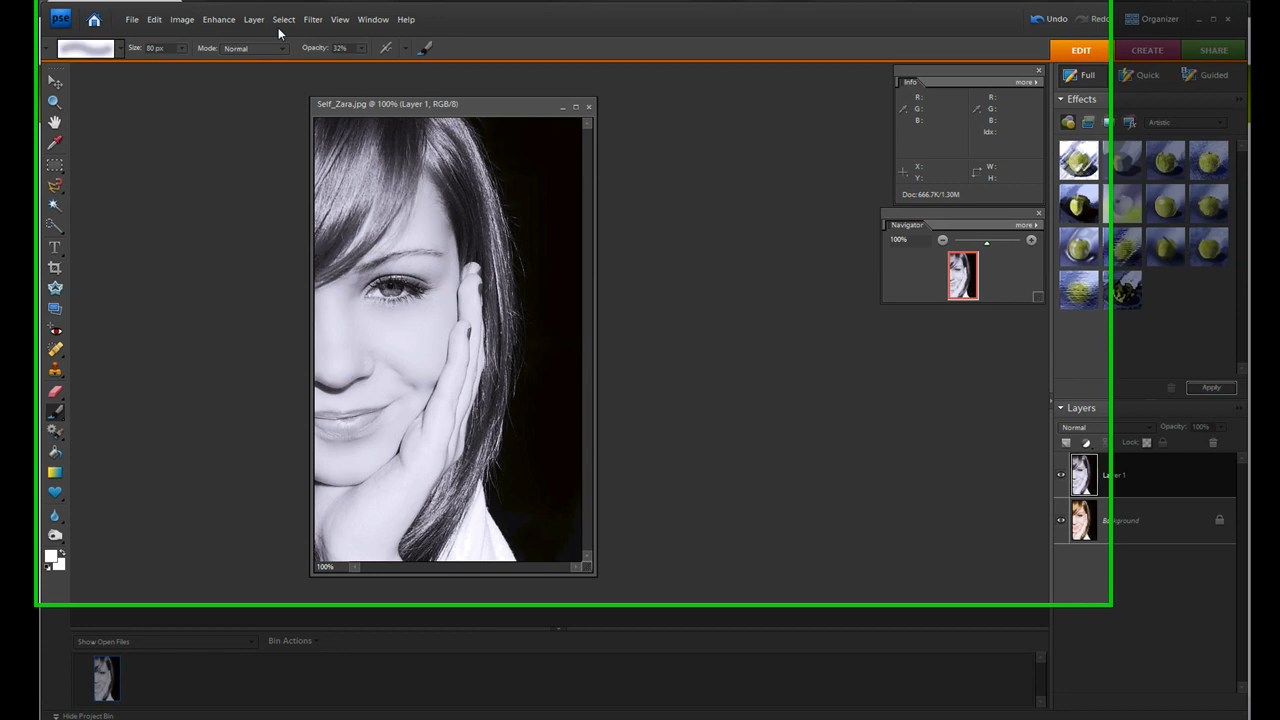 pse File Edit Image Enhance Layer Select Filter View Window Help Undo Redo Organizer
Size: 80 px Mode: Normal Opacity: 32% EDIT CREATE SHARE
Full Quick Guided
Info more
Effects
R: R:
G: G:
B: B:
Idx:
Artistic
X: W:
Y: H:
Doc: 666.7K/1.30M
Navigator more
100%
Self_Zara.jpg @ 100% (Layer 1, RGB/8)
100%
Apply
Layers
Normal Opacity: 100%
Lock:
Layer 1
Background
Show Open Files Bin Actions
Hide Project Bin